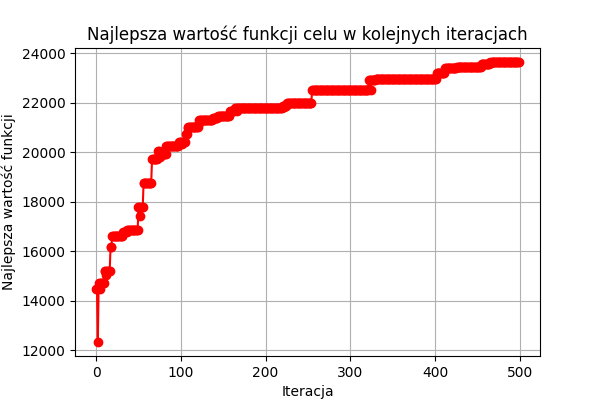 Najlepsza wartość funkcji celu w kolejnych iteracjach
24000
22000
20000
18000
16000
14000
12000
Najlepsza wartość funkcji
0 100 200 300 400 500
Iteracja